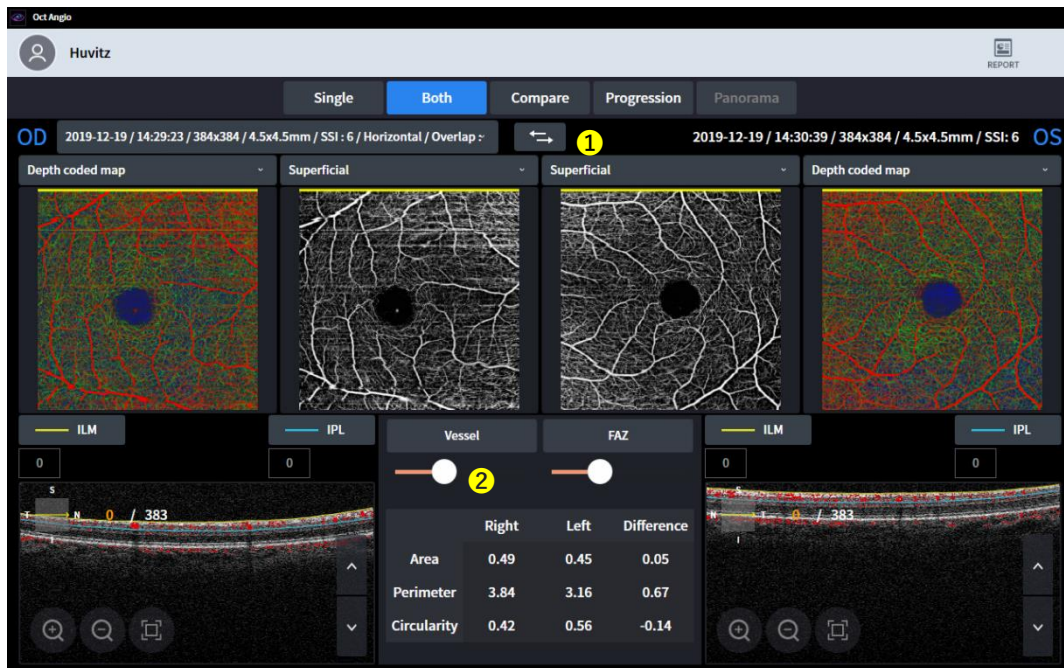 Oct Angio
Huvitz
REPORT
Single Both Compare Progression Panorama
OD 2019-12-19 / 14:29:23 / 384x384 / 4.5x4.5mm / SSI : 6 / Horizontal / Overlap : 1 2019-12-19 / 14:30:39 / 384x384 / 4.5x4.5mm / SSI: 6 OS
Depth coded map Superficial Superficial Depth coded map
ILM IPL Vessel FAZ ILM IPL
0 0 2 0 0
S
T N 0 / 383
I
S
N T 0 / 383
I
Right Left Difference
Area 0.49 0.45 0.05
Perimeter 3.84 3.16 0.67
Circularity 0.42 0.56 -0.14